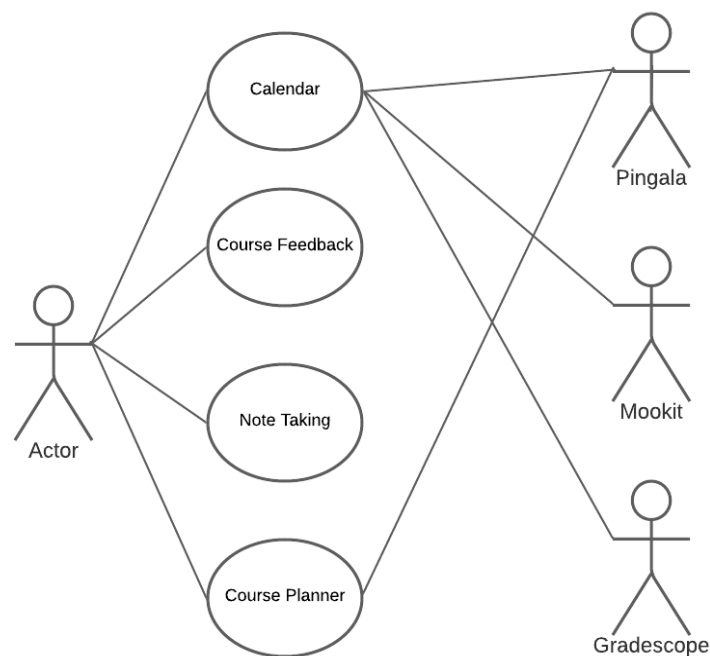 Calendar
Pingala
Course Feedback
Actor
Note Taking
Mookit
Course Planner
Gradescope